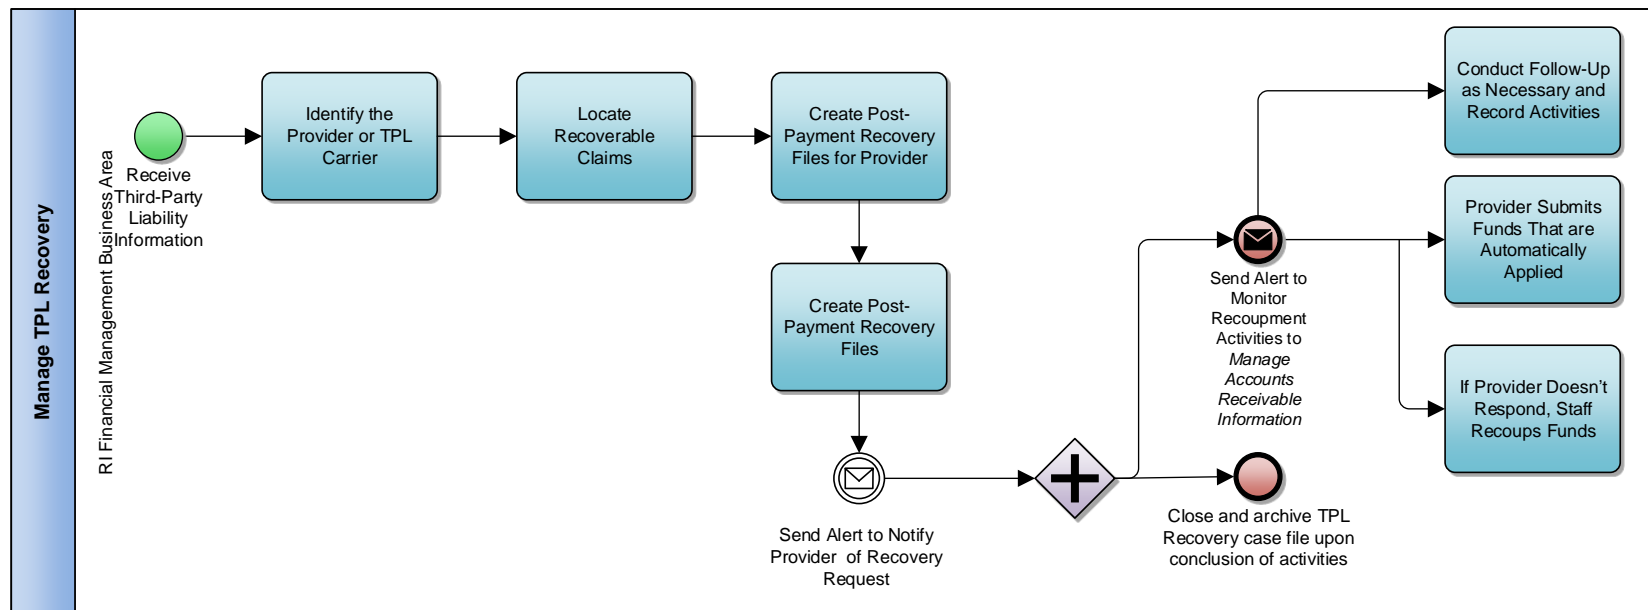 Manage TPL Recovery
RI Financial Management Business Area
Receive
Third-Party
Liability
Information
Identify the
Provider or TPL
Carrier
Locate
Recoverable
Claims
Create Post-
Payment Recovery
Files for Provider
Create Post-
Payment Recovery
Files
Send Alert to Notify
Provider of Recovery
Request
Send Alert to
Monitor
Recoupment
Activities to
Manage
Accounts
Receivable
Information
Close and archive TPL
Recovery case file upon
conclusion of activities
Conduct Follow-Up
as Necessary and
Record Activities
Provider Submits
Funds That are
Automatically
Applied
If Provider Doesn’t
Respond, Staff
Recoups Funds